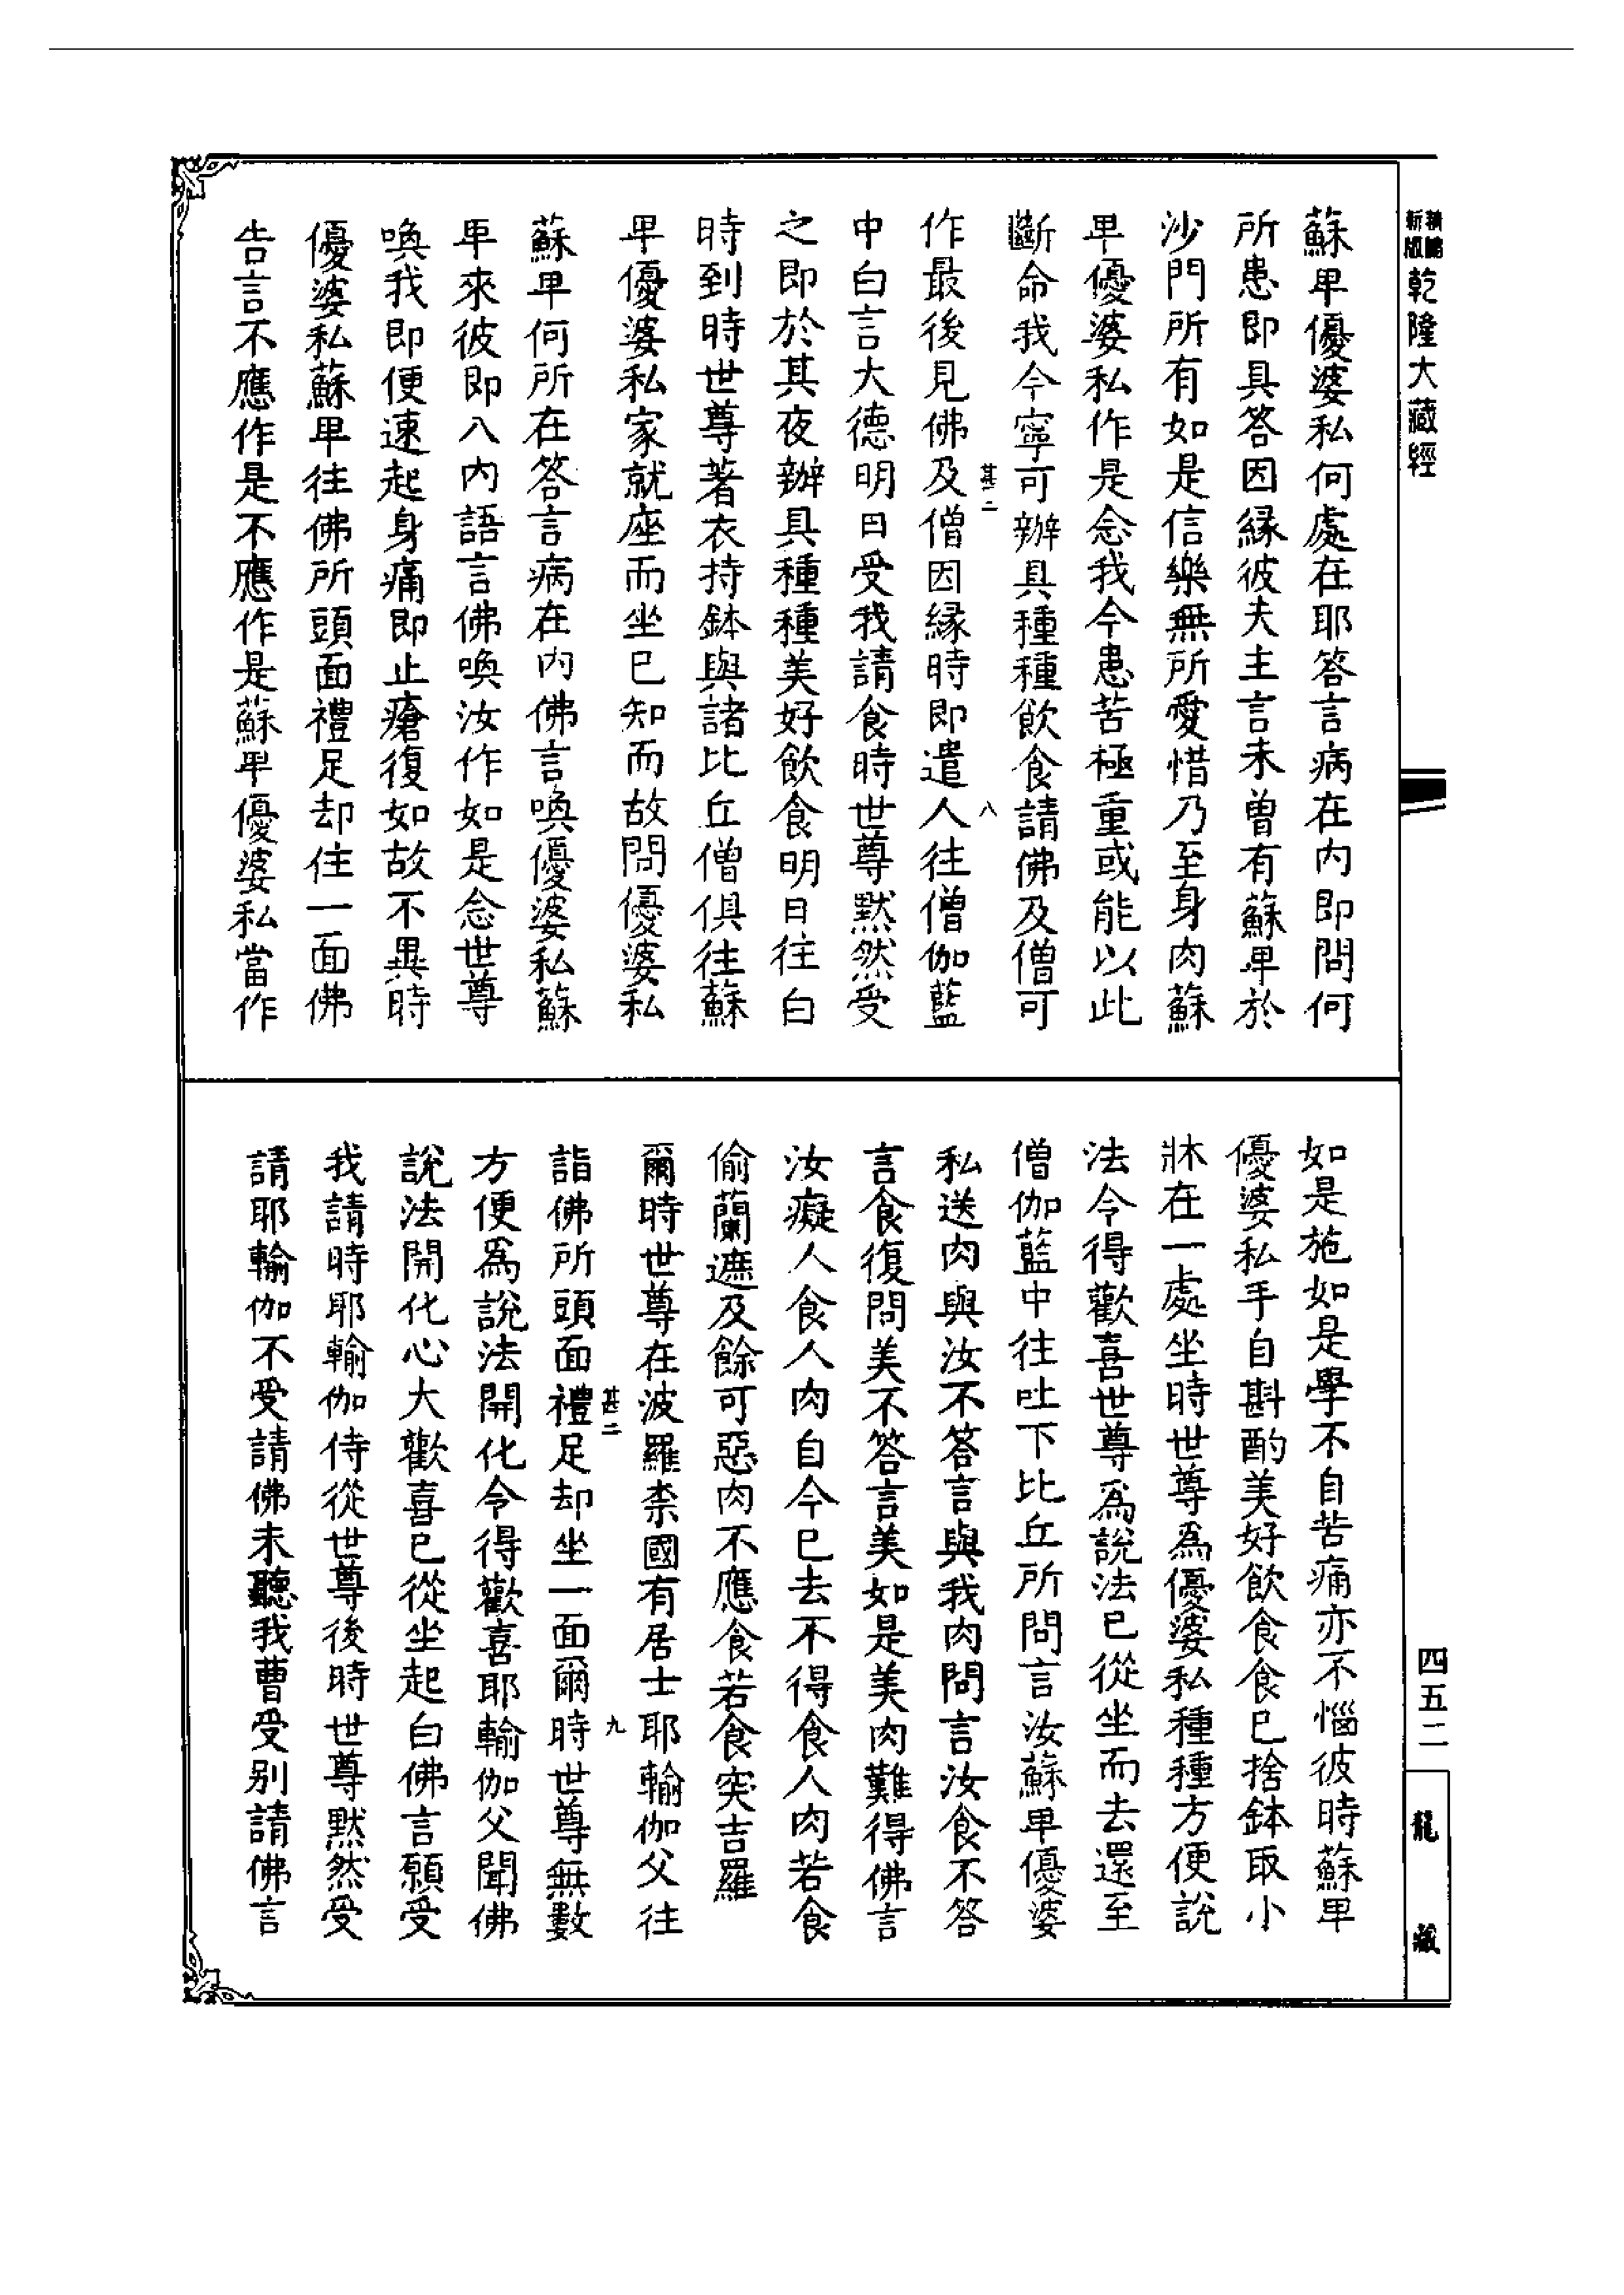 新版
乾隆大藏經
蘇卑優婆私何處在耶答言病在内即問何
所患即具答因緣彼夫主言未曾有蘇卑於
沙門所有如是信樂無所愛惜乃至身肉蘇
卑優婆私作是念我今患苦極重或能以此
斷命我今寧可辦具種種飲食請佛及僧可
甚二
八
作最後見佛及僧因緣時即遣人往僧伽藍
中白言大德明日受我請食時世尊默然受
之即於其夜辦具種種美好飲食明日往白
時到時世尊著衣持鉢與諸比丘僧俱往蘇
卑優婆私家就座而坐已知而故問優婆私
蘇卑何所在答言病在内佛言喚優婆私蘇
卑來彼即入内語言佛喚汝作如是念世尊
喚我即便速起身痛即止瘡復如故不異時
優婆私蘇卑往佛所頭面禮足却住一面佛
告言不應作是不應作是蘇卑優婆私當作
如是施如是學不自苦痛亦不惱彼時蘇卑
優婆私手自斟酌美好飲食食已捨鉢取小
牀在一處坐時世尊爲優婆私種種方便說
法令得歡喜世尊爲說法已從坐而去還至
僧伽藍中往吐下比丘所問言汝蘇卑優婆
私送肉與汝不答言與我肉問言汝食不答
言食復問美不答言美如是美肉難得佛言
汝癡人食人肉自今已去不得食人肉若食
偷蘭遮及餘可惡肉不應食若食突吉羅
爾時世尊在波羅柰國有居士耶輸伽父往
甚二
九
詣佛所頭面禮足却坐一面爾時世尊無數
方便爲說法開化令得歡喜耶輸伽父聞佛
說法開化心大歡喜已從坐起白佛言願受
我請時耶輸伽侍從世尊後時世尊默然受
請耶輸伽不受請佛未聽我曹受別請佛言
四五二
龍藏